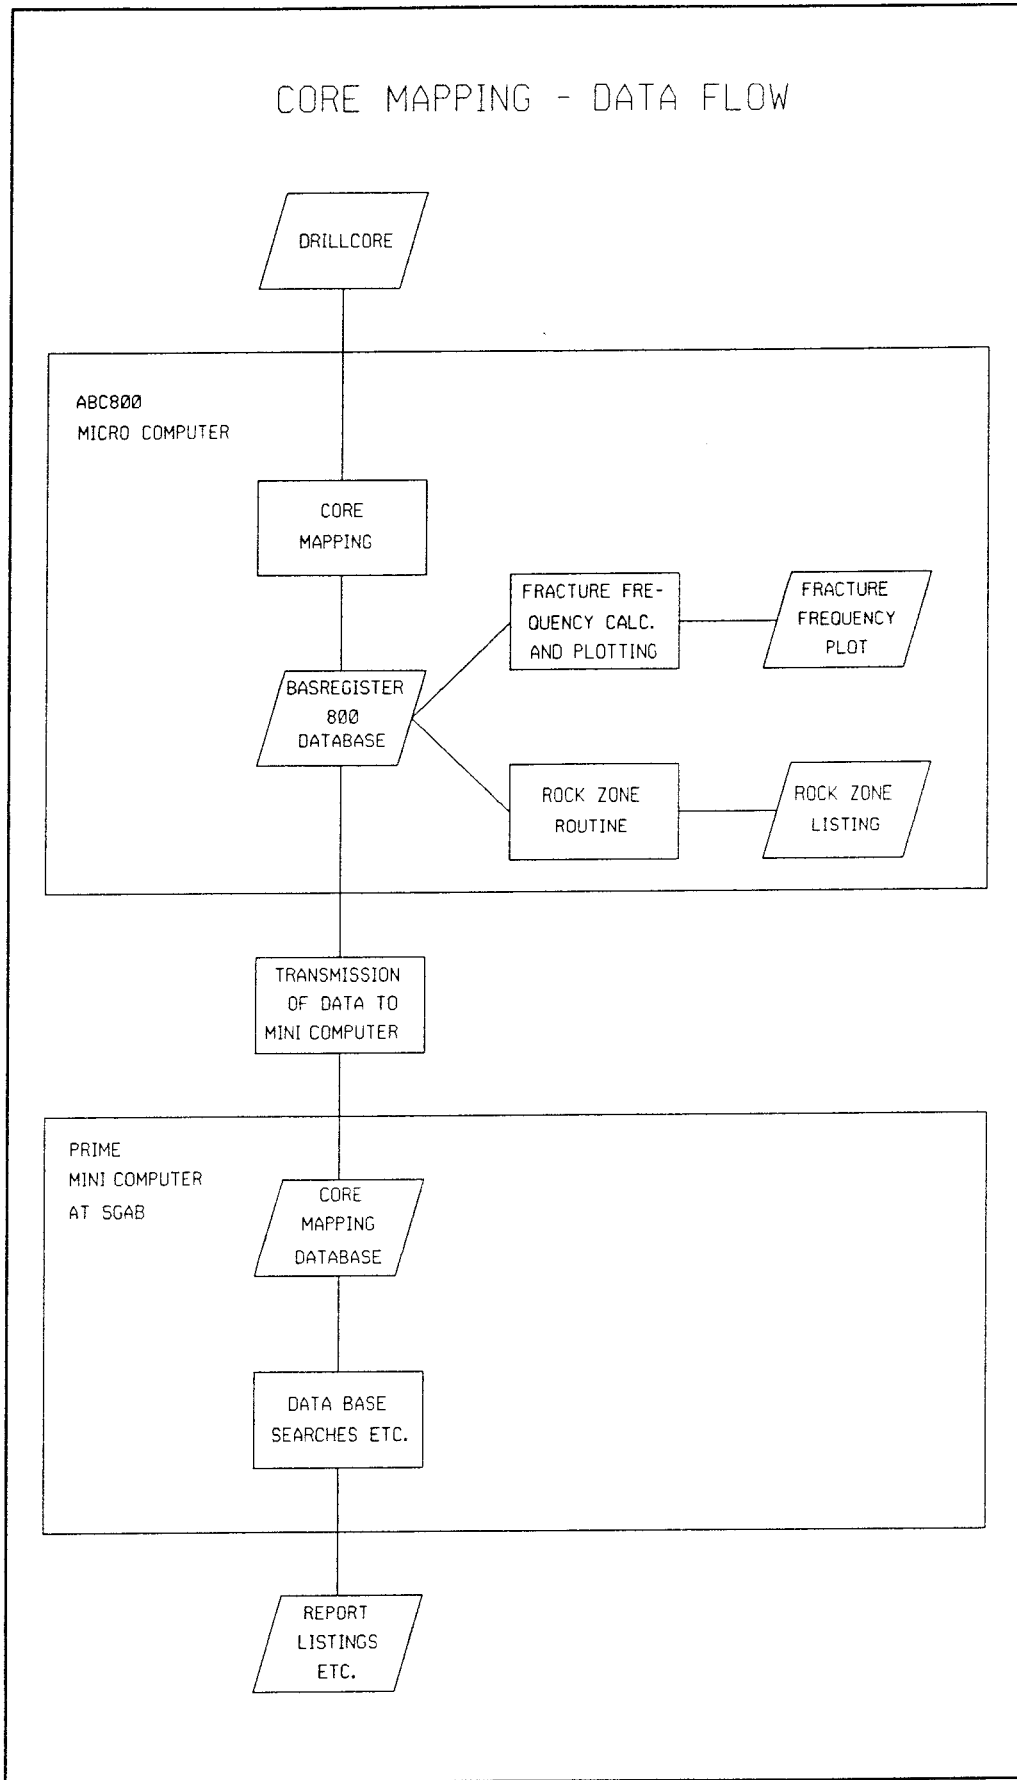 CORE MAPPING - DATA FLOW
DRILLCORE
ABC800
MICRO COMPUTER
CORE
MAPPING
FRACTURE FRE-
QUENCY CALC.
AND PLOTTING
FRACTURE
FREQUENCY
PLOT
BASREGISTER
800
DATABASE
ROCK ZONE
ROUTINE
ROCK ZONE
LISTING
TRANSMISSION
OF DATA TO
MINI COMPUTER
PRIME
MINI COMPUTER
AT SGAB
CORE
MAPPING
DATABASE
DATA BASE
SEARCHES ETC.
REPORT
LISTINGS
ETC.